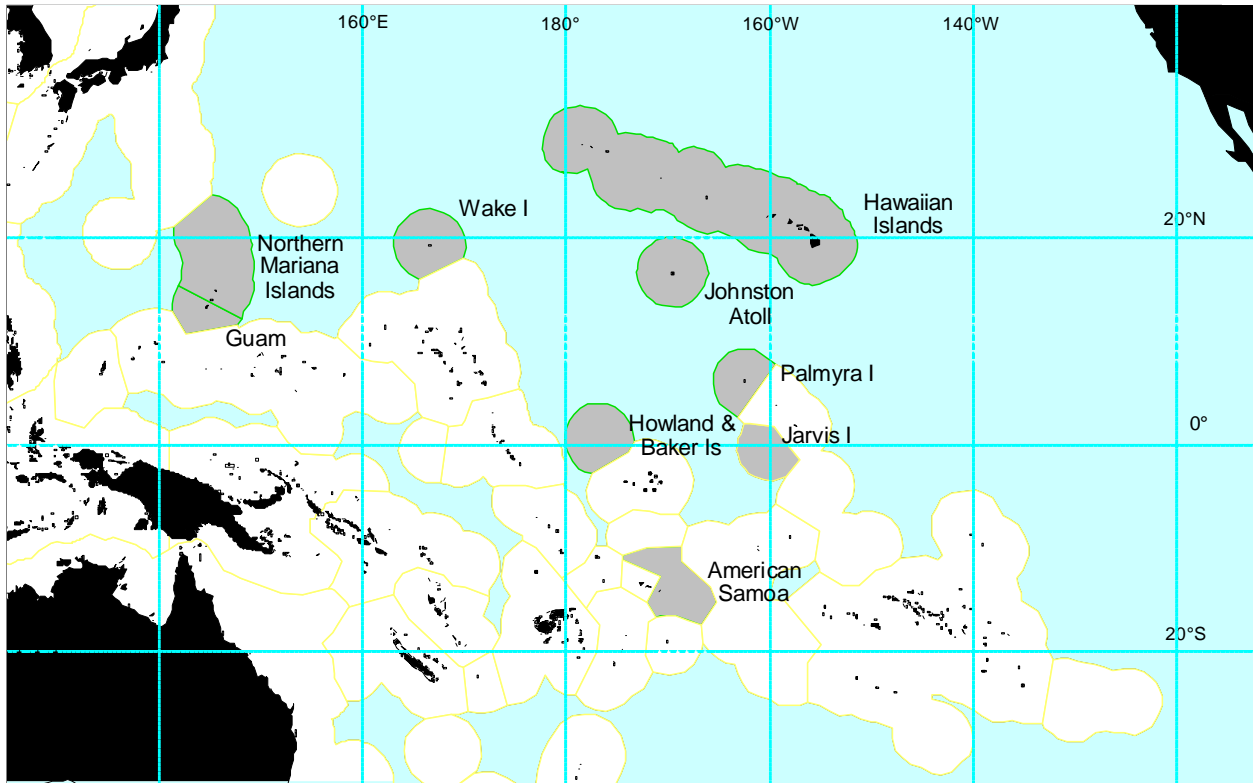 160°E
180°
160°W
140°W
Wake I
Hawaiian
Islands
20°N
Northern
Mariana
Islands
Johnston
Atoll
Guam
Palmyra I
Howland &
Baker Is
Jarvis I
0°
American
Samoa
20°S